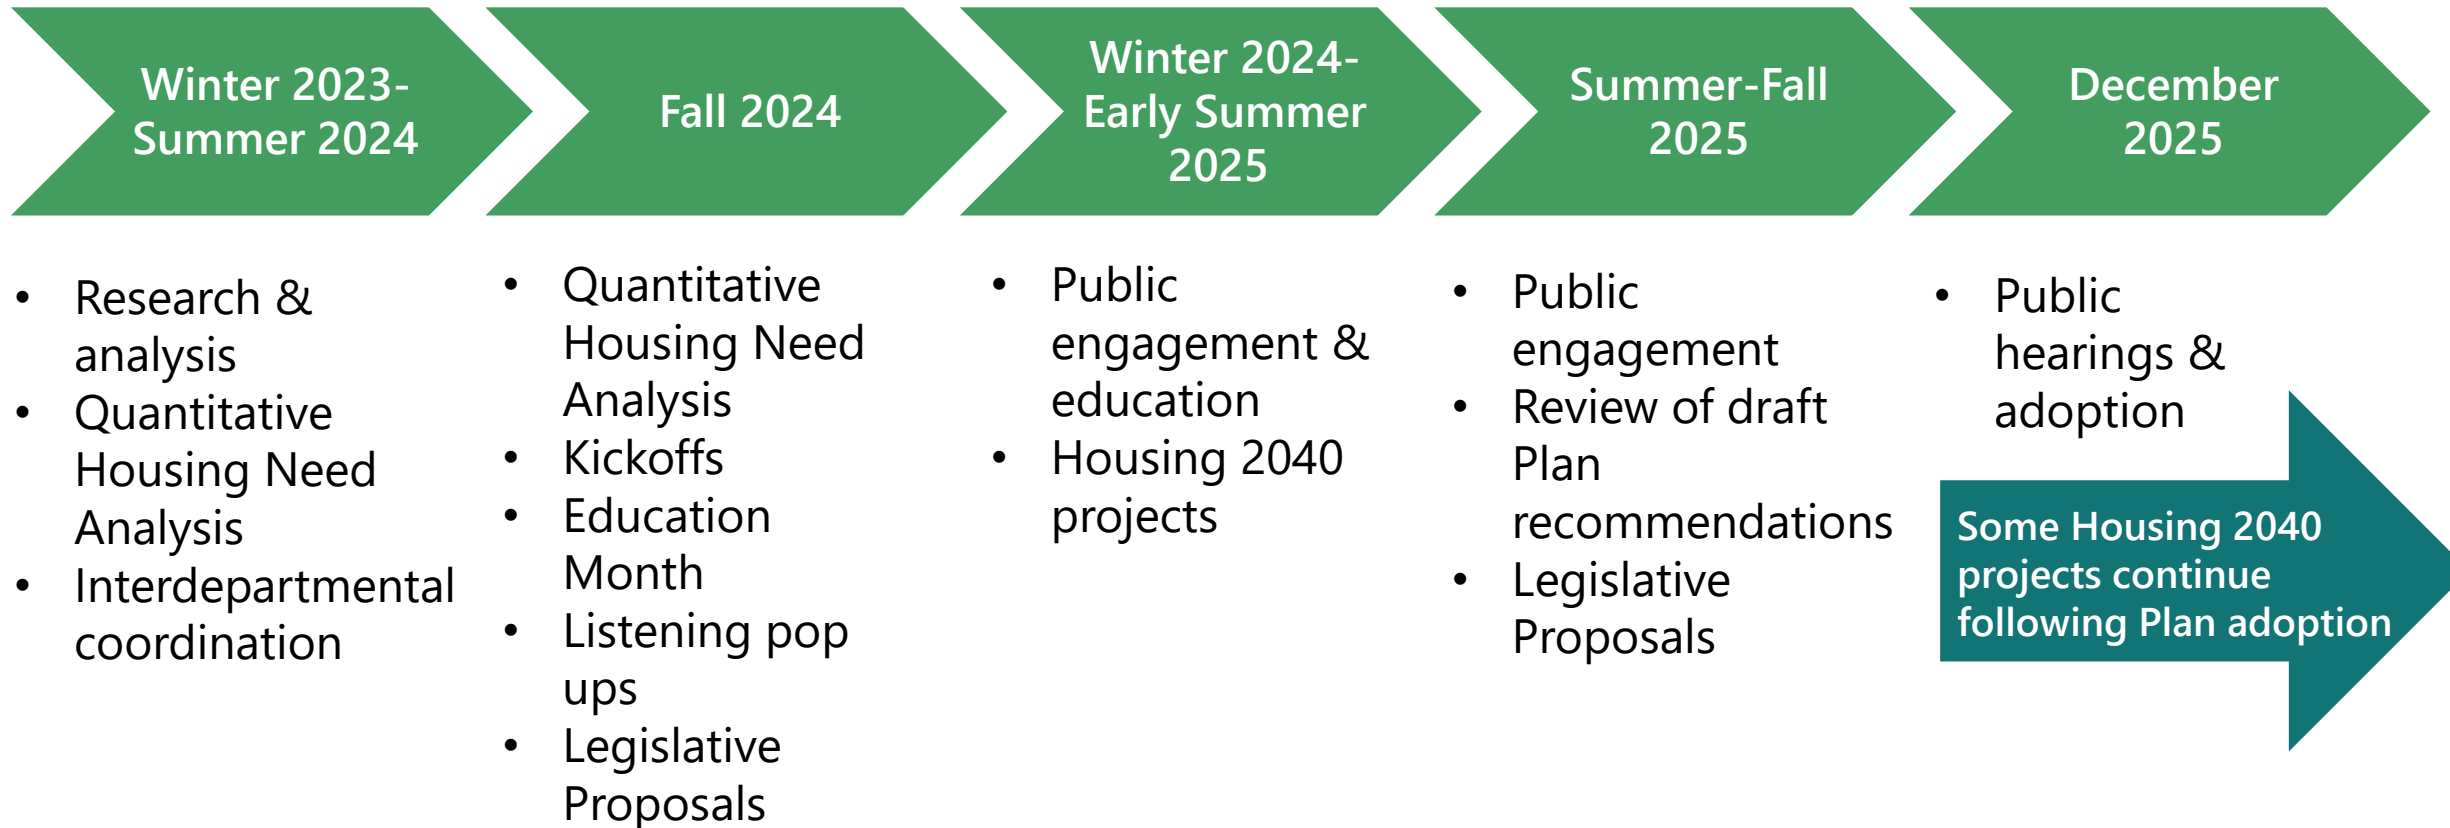 Winter 2023-
Summer 2024
Fall 2024
Winter 2024-
Early Summer
2025
Summer-Fall
2025
December
2025
• Research &
analysis
• Quantitative
Housing Need
Analysis
• Interdepartmental
coordination
• Quantitative
Housing Need
Analysis
• Kickoffs
• Education
Month
• Listening pop
ups
• Legislative
Proposals
• Public
engagement &
education
• Housing 2040
projects
• Public
engagement
• Review of draft
Plan
recommendations
• Legislative
Proposals
• Public
hearings &
adoption
Some Housing 2040
projects continue
following Plan adoption